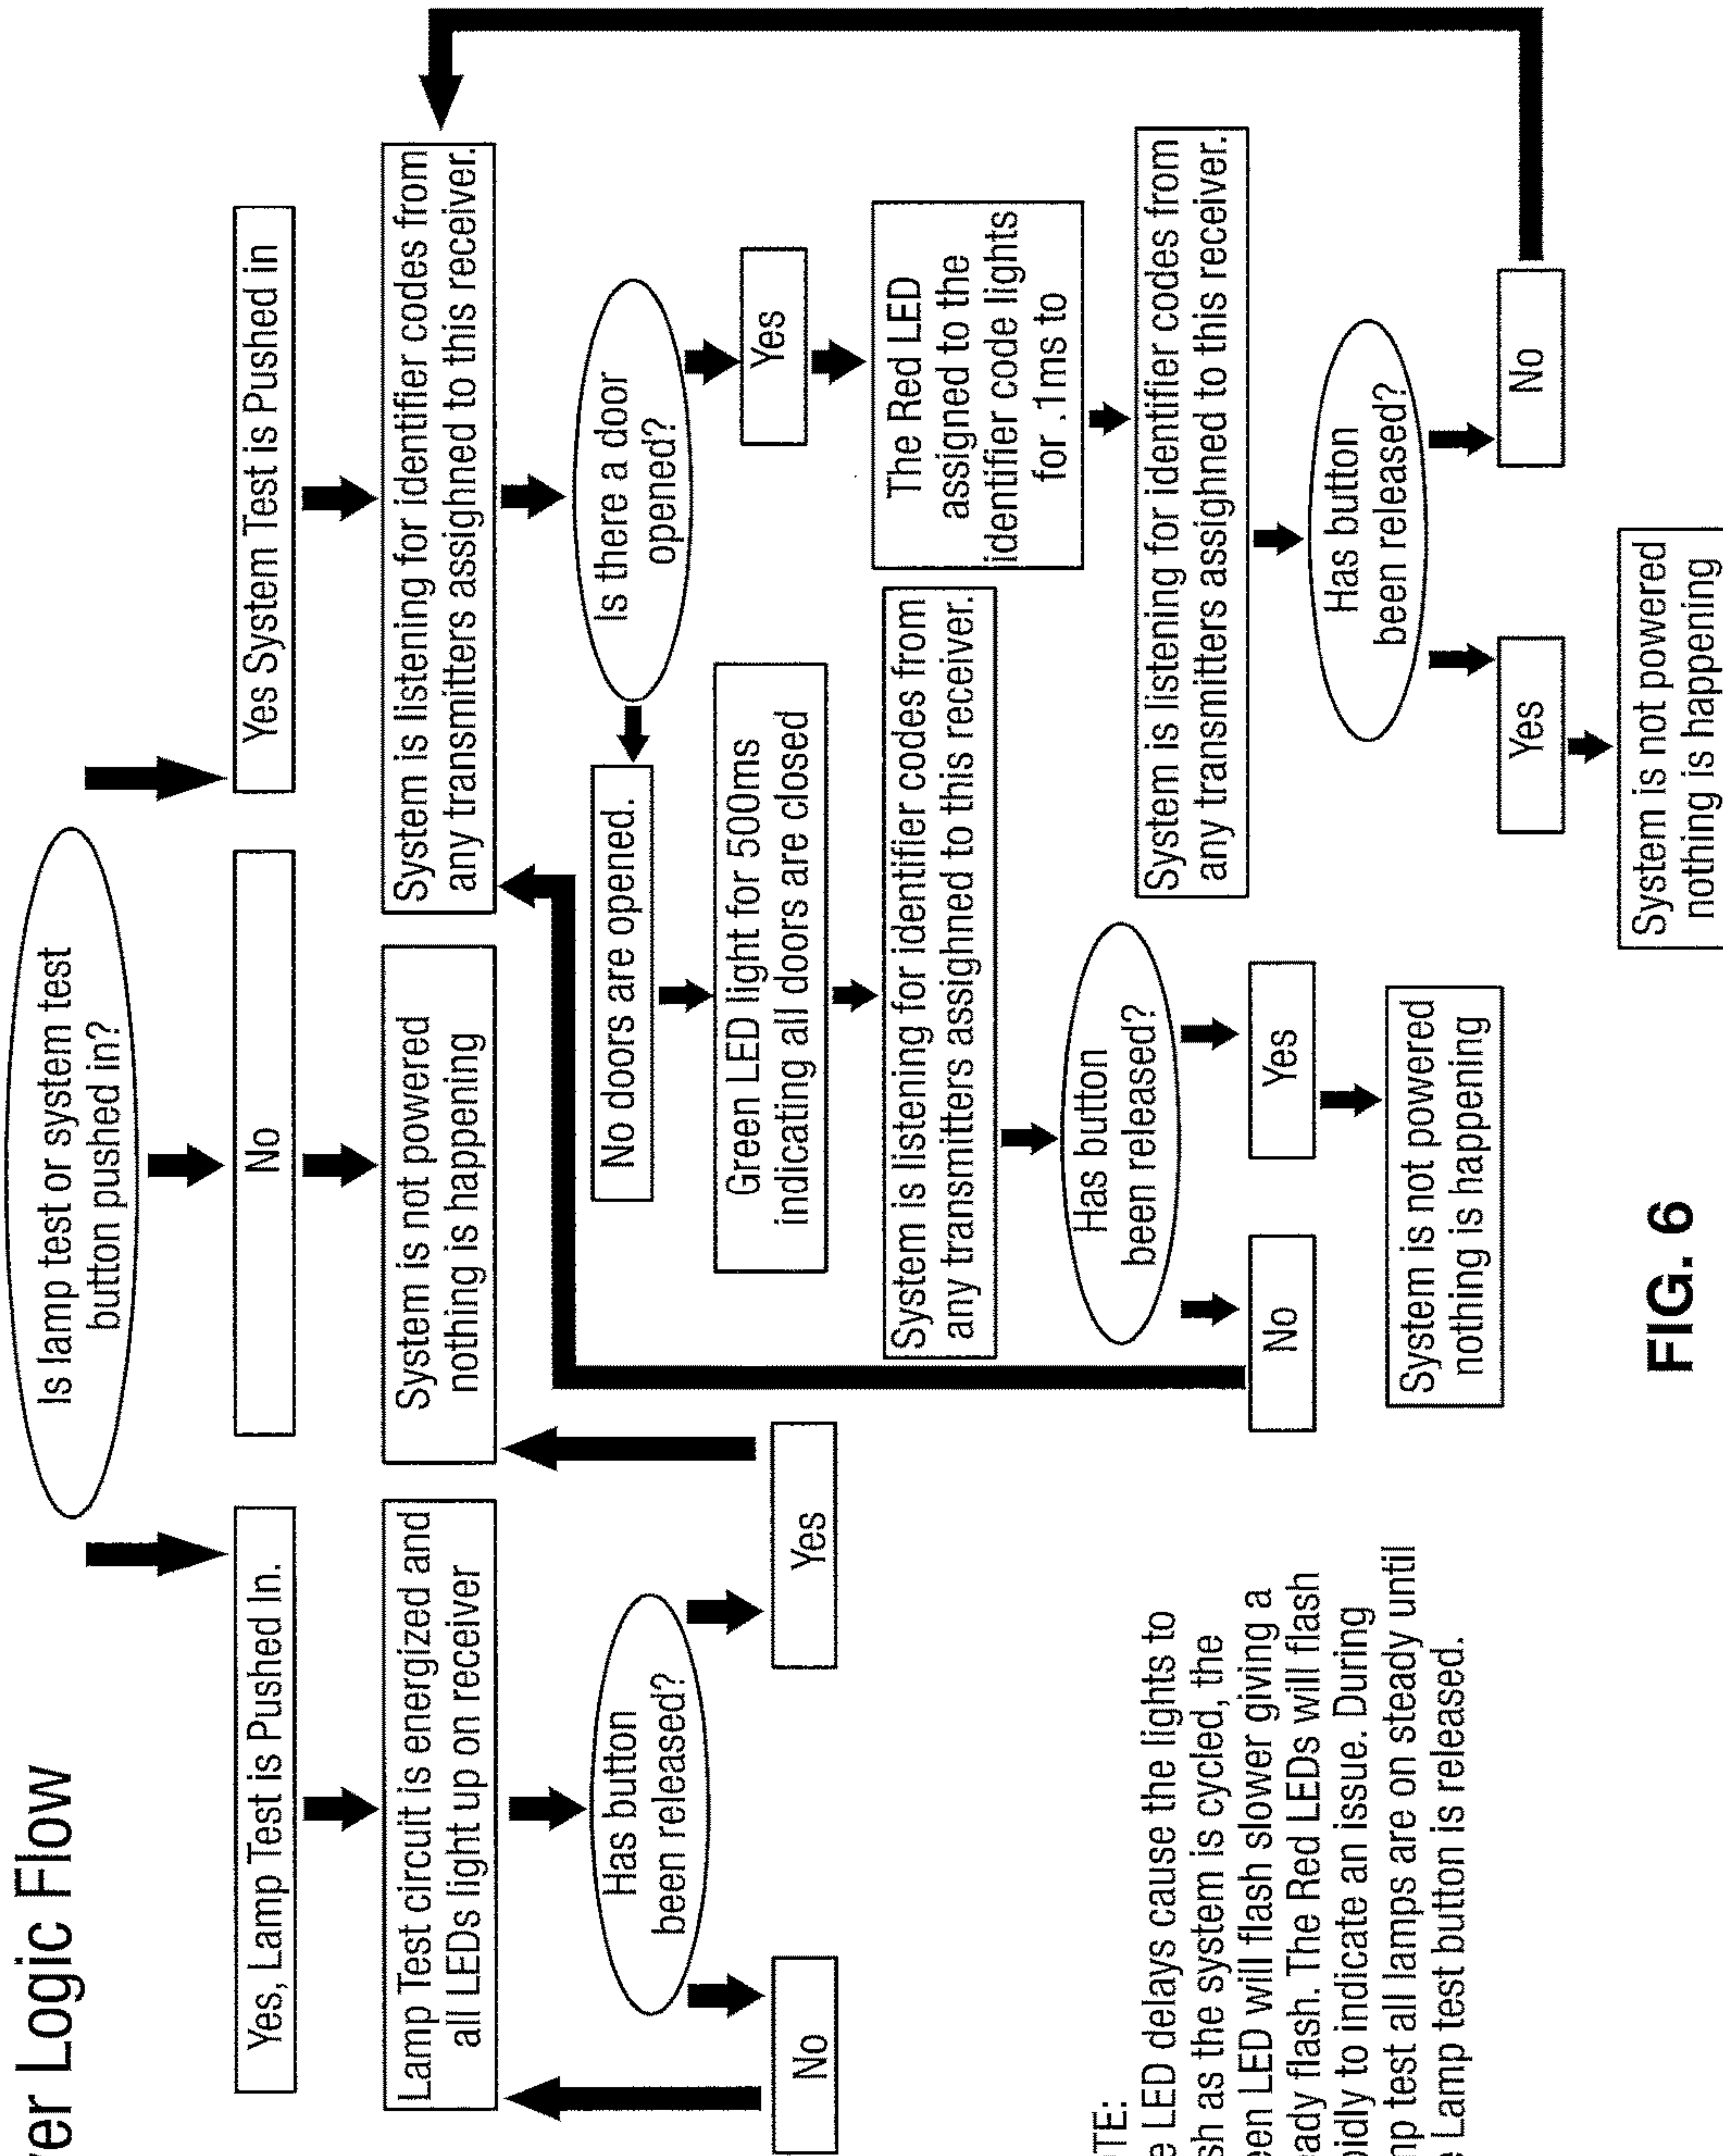 ver Logic Flow
Is lamp test or system test
button pushed in?
Yes, Lamp Test is Pushed In.
No
Yes System Test is Pushed in
Lamp Test circuit is energized and
all LEDs light up on receiver
System is not powered
nothing is happening
System is listening for identifier codes from
any transmitters assighned to this receiver.
Has button
been released?
No
Yes
Is there a door
opened?
No doors are opened.
Yes
Green LED light for 500ms
indicating all doors are closed
The Red LED
assigned to the
identifier code lights
for .1ms to
System is listening for identifier codes from
any transmitters assighned to this receiver.
System is listening for identifier codes from
any transmitters assighned to this receiver.
Has button
been released?
No
Yes
System is not powered
nothing is happening
Has button
been released?
Yes
No
System is not powered
nothing is happening
TE:
e LED delays cause the lights to
sh as the system is cycled, the
een LED will flash slower giving a
ady flash. The Red LEDs will flash
pidly to indicate an issue. During
mp test all lamps are on steady until
e Lamp test button is released.
FIG. 6